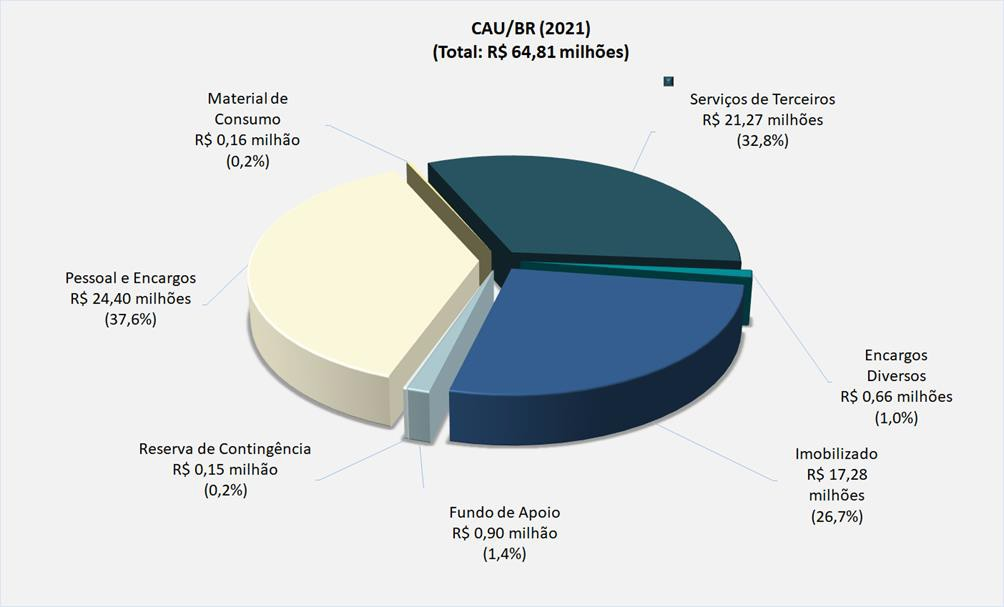 CAU/BR (2021)
(Total: R$ 64,81 milhões)
Material de
Consumo
R$ 0,16 milhão
(0,2%)
Serviços de Terceiros
R$ 21,27 milhões
(32,8%)
Pessoal e Encargos
R$ 24,40 milhões
(37,6%)
Encargos
Diversos
R$ 0,66 milhões
(1,0%)
Reserva de Contingência
R$ 0,15 milhão
(0,2%)
Imobilizado
R$ 17,28
milhões
(26,7%)
Fundo de Apoio
R$ 0,90 milhão
(1,4%)